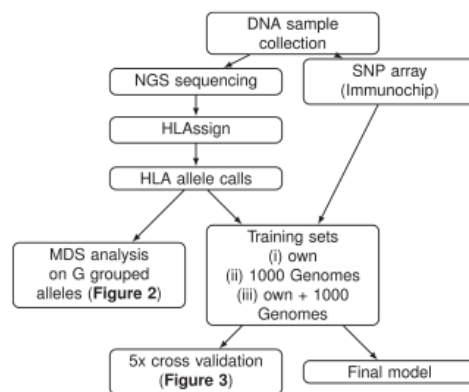 DNA sample
collection
NGS sequencing
SNP array
(Immunochip)
HLAssign
HLA allele calls
MDS analysis
on G grouped
alleles (Figure 2)
Training sets
(i) own
(ii) 1000 Genomes
(iii) own + 1000
Genomes
5x cross validation
(Figure 3)
Final model